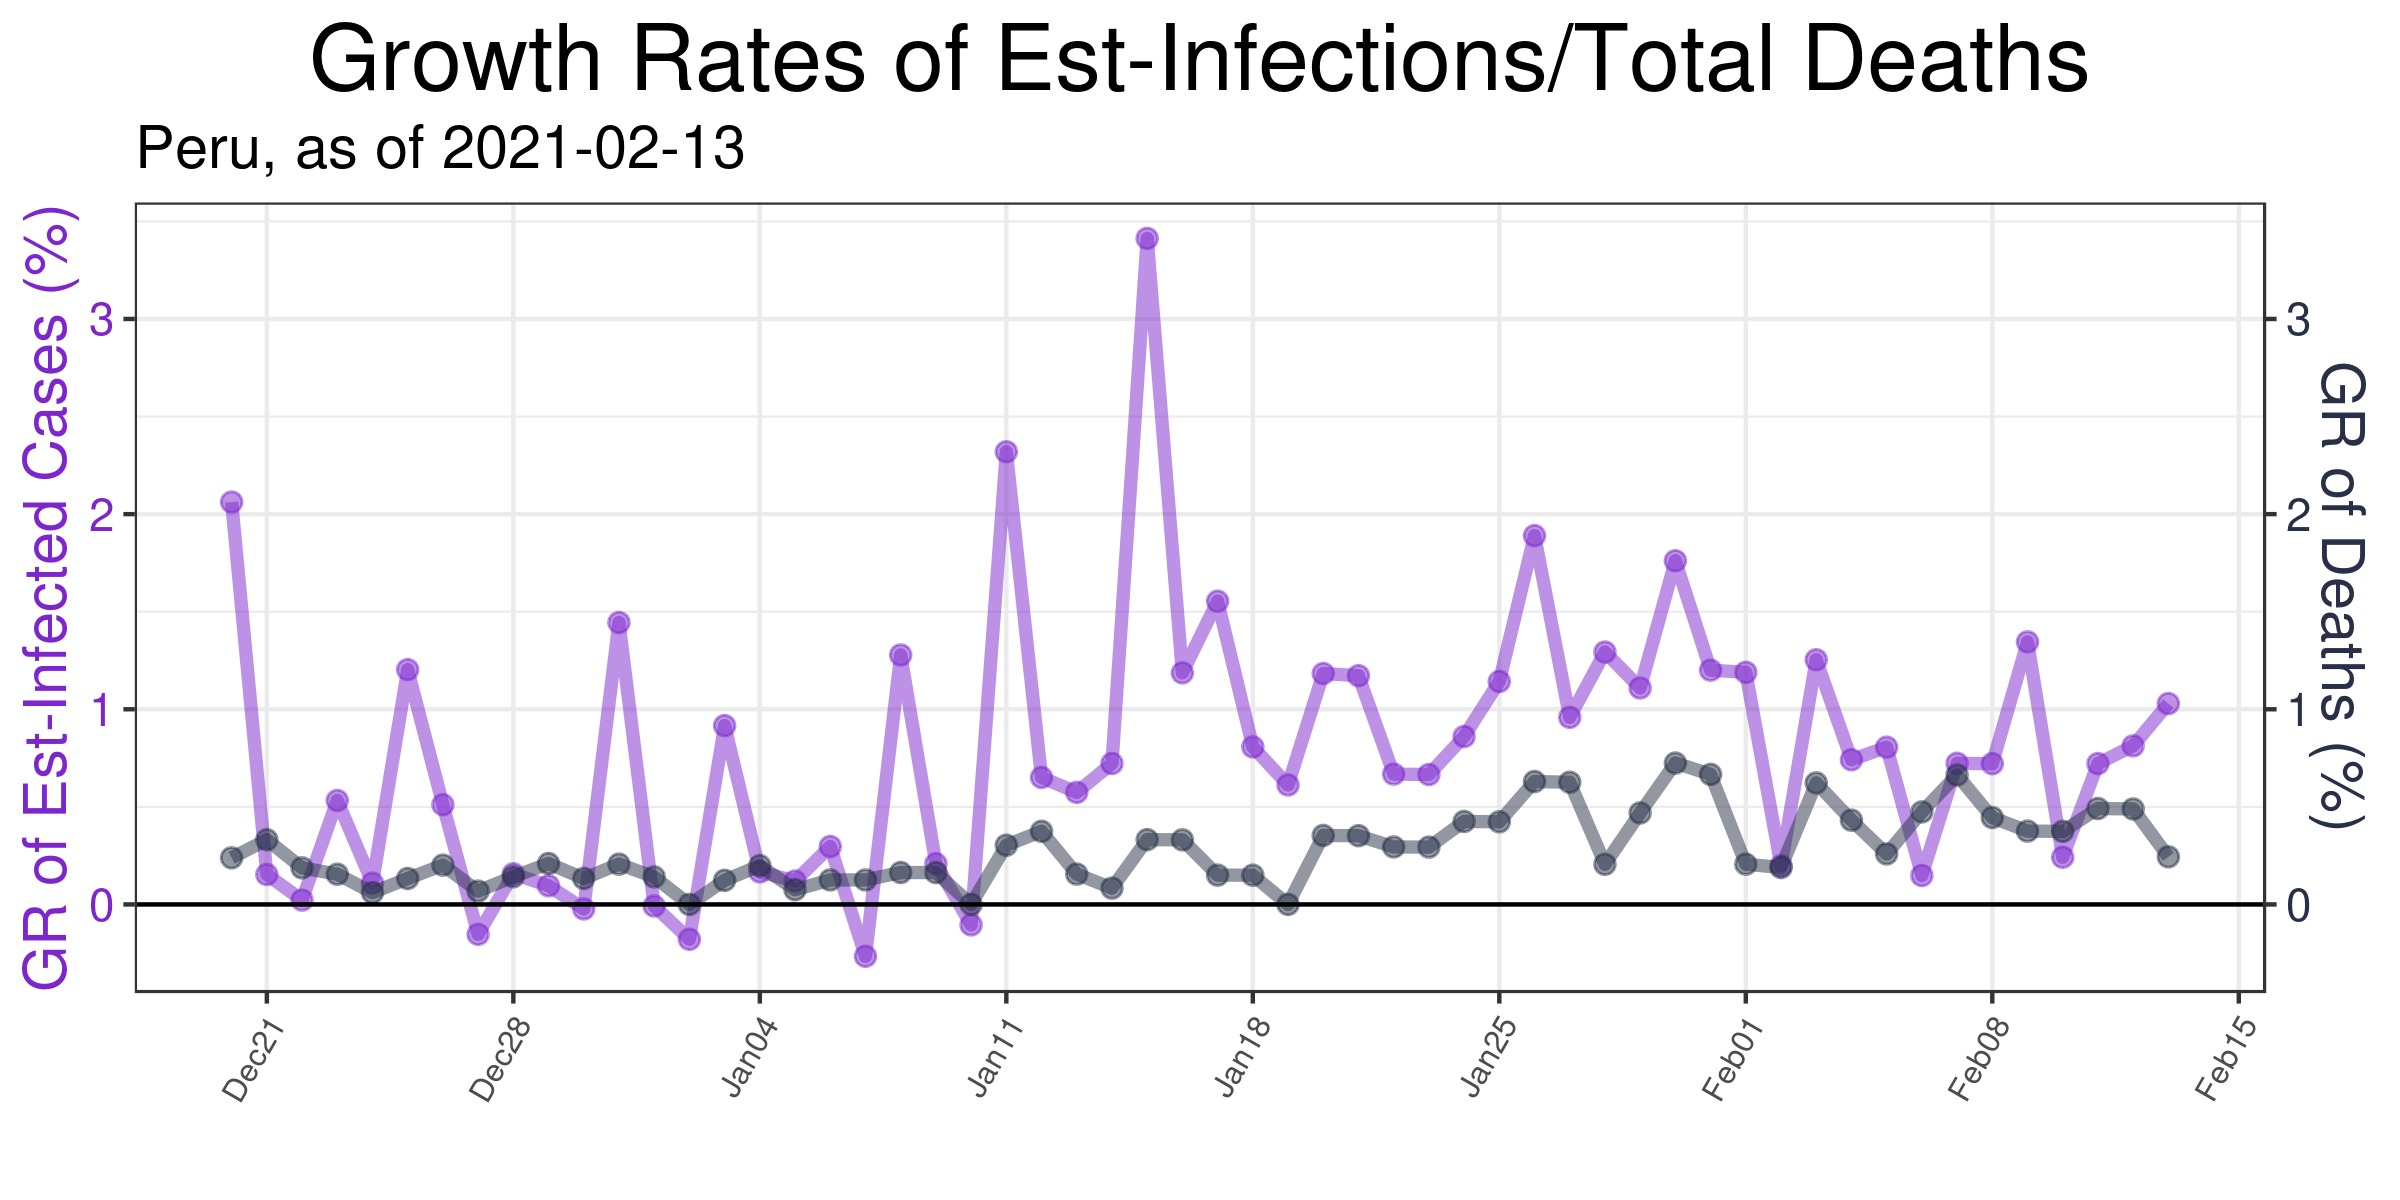 Growth Rates of Est-Infections/Total Deaths
Peru, as of 2021-02-13
GR of Est-Infected Cases (%)
3
2
1
0
3
2
1
0
GR of Deaths (%)
Dec21
Dec28
Jan04
Jan11
Jan18
Jan25
Feb01
Feb08
Feb15